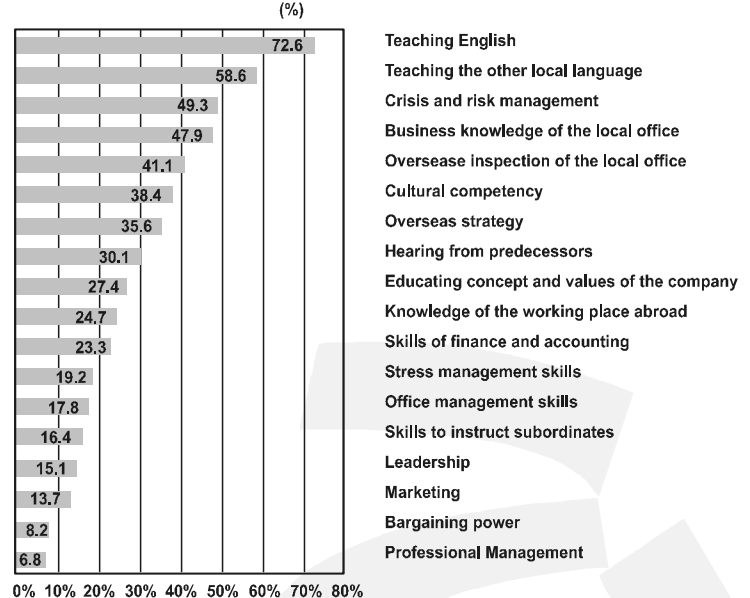 (%)
72.6 Teaching English
58.6 Teaching the other local language
49.3 Crisis and risk management
47.9 Business knowledge of the local office
41.1 Oversease inspection of the local office
38.4 Cultural competency
35.6 Overseas strategy
30.1 Hearing from predecessors
27.4 Educating concept and values of the company
24.7 Knowledge of the working place abroad
23.3 Skills of finance and accounting
19.2 Stress management skills
17.8 Office management skills
16.4 Skills to instruct subordinates
15.1 Leadership
13.7 Marketing
8.2 Bargaining power
6.8 Professional Management
0% 10% 20% 30% 40% 50% 60% 70% 80%